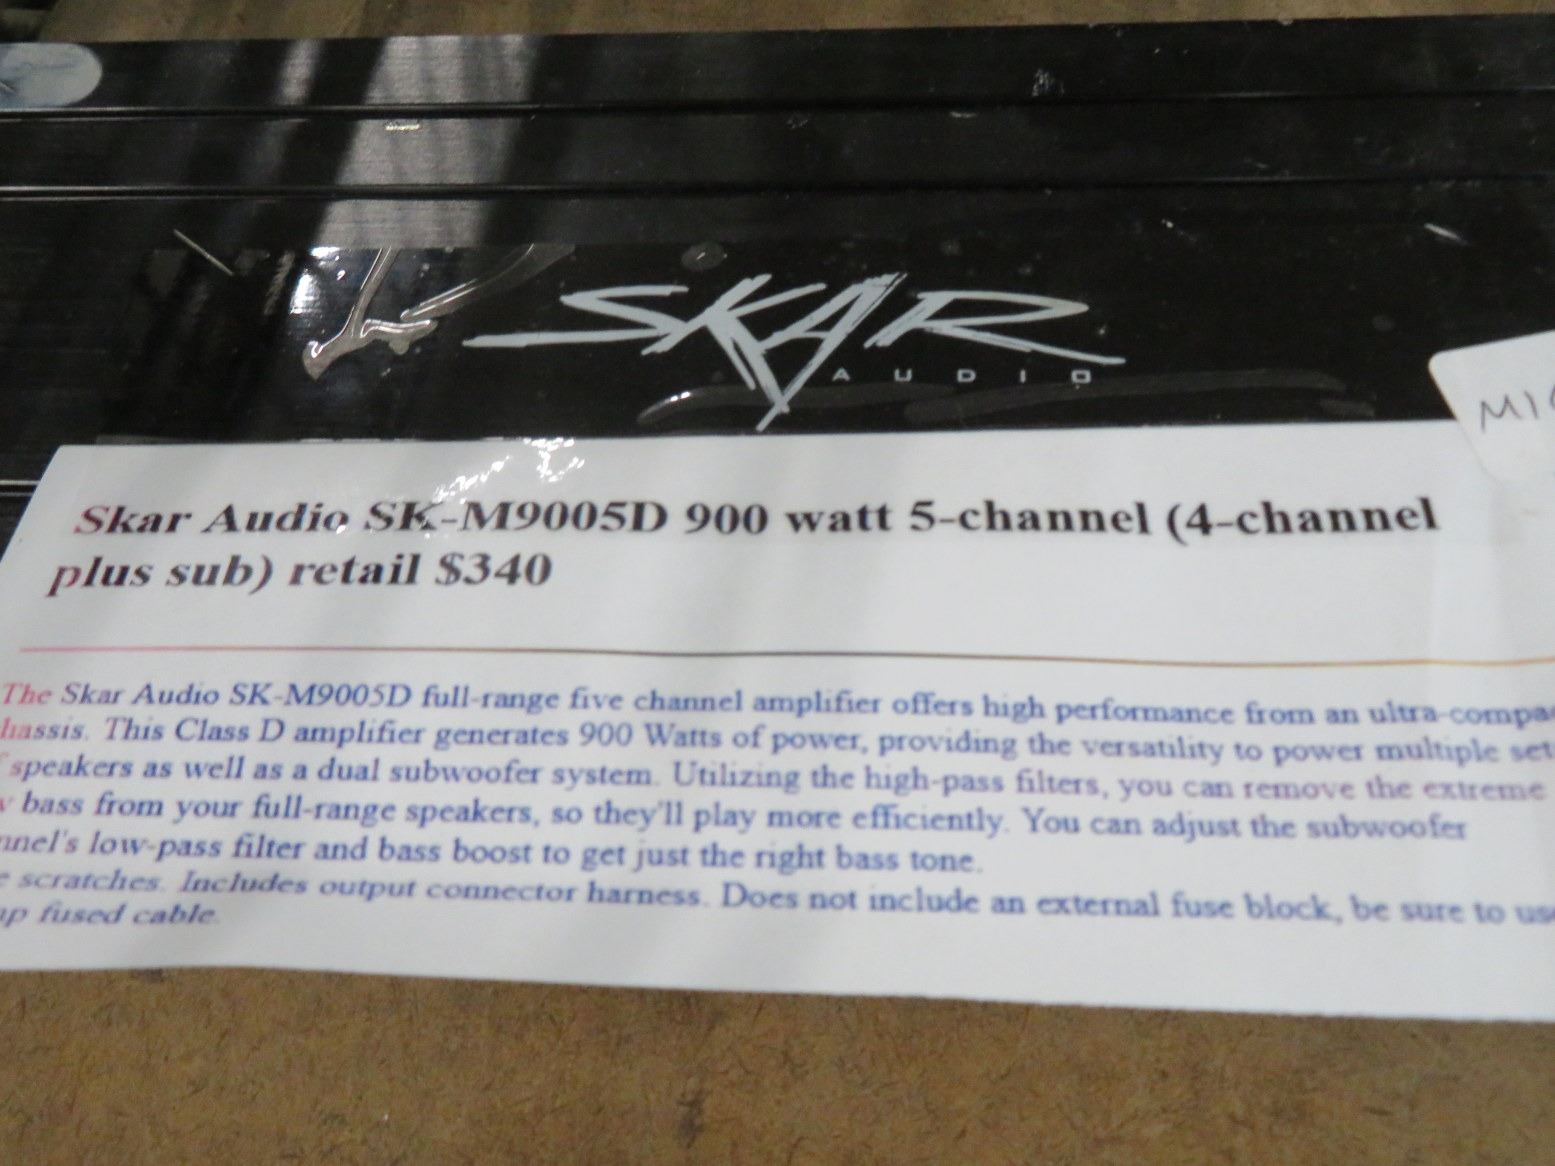 SKAR
AUDIO
Skar Audio SK-M9005D 900 watt 5-channel (4-channel
plus sub) retail $340
The Skar Audio SK-M9005D full-range five channel amplifier offers high performance from an ultra-compa
hassis. This Class D amplifier generates 900 Watts of power, providing the versatility to power multiple set
speakers as well as a dual subwoofer system. Utilizing the high-pass filters, you can remove the extreme
bass from your full-range speakers, so they'll play more efficiently. You can adjust the subwoofer
nnel's low-pass filter and bass boost to get just the right bass tone.
scratches. Includes output connector harness. Does not include an external fuse block, be sure to use
fused cable.